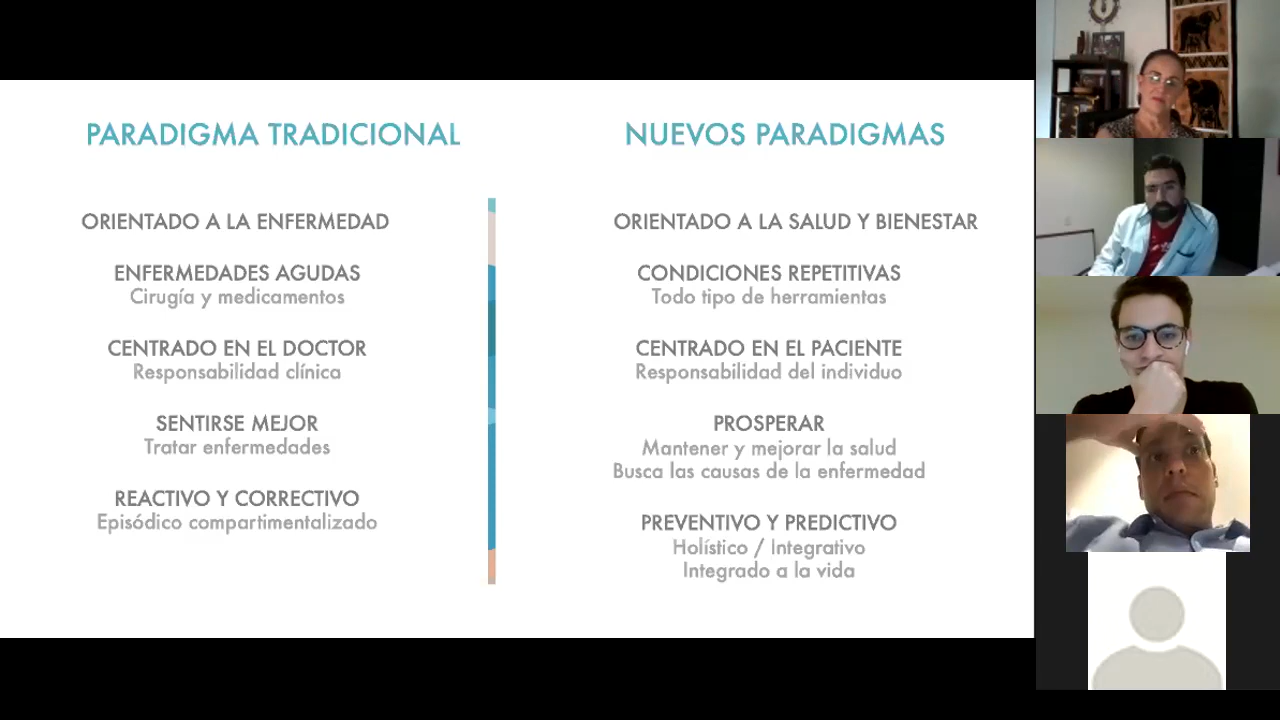 PARADIGMA TRADICIONAL
ORIENTADO A LA ENFERMEDAD
ENFERMEDADES AGUDAS
Cirugía y medicamentos
CENTRADO EN EL DOCTOR
Responsabilidad clínica
SENTIRSE MEJOR
Tratar enfermedades
REACTIVO Y CORRECTIVO
Episódico compartimentalizado
NUEVOS PARADIGMAS
ORIENTADO A LA SALUD Y BIENESTAR
CONDICIONES REPETITIVAS
Todo tipo de herramientas
CENTRADO EN EL PACIENTE
Responsabilidad del individuo
PROSPERAR
Mantener y mejorar la salud
Busca las causas de la enfermedad
PREVENTIVO Y PREDICTIVO
Holístico / Integrativo
Integrado a la vida